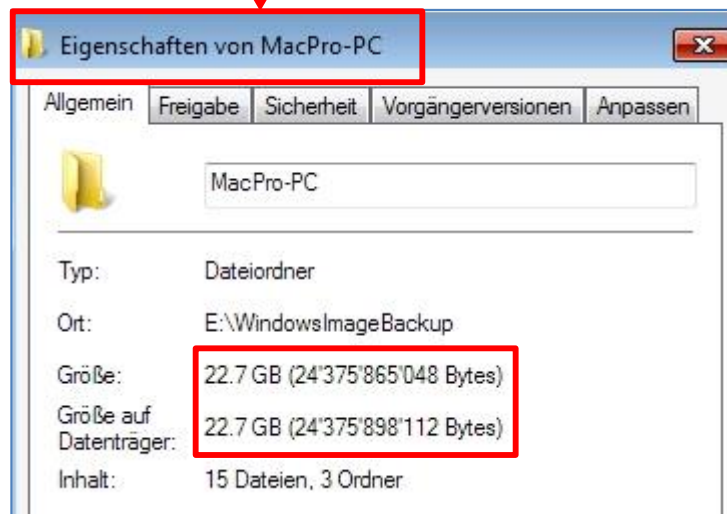 Eigenschaften von MacPro-PC
Allgemein Freigabe Sicherheit Vorgängerversionen Anpassen
MacPro-PC
Typ: Dateiordner
Ort: E:\WindowsImageBackup
Größe: 22.7 GB (24'375'865'048 Bytes)
Größe auf
Datenträger: 22.7 GB (24'375'898'112 Bytes)
Inhalt: 15 Dateien, 3 Ordner